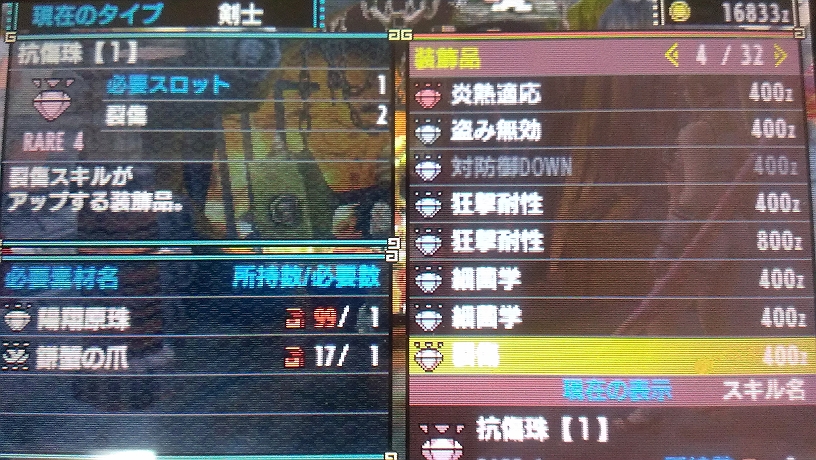 現在のタイプ 剣士
16833z
抗傷珠【1】
必要スロット 1
裂傷 2
RARE 4
裂傷スキルが
アップする装飾品。
必要素材名 所持数/必要数
陽翔原珠 99/ 1
鎌蟹の爪 17/ 1
装飾品 4 / 32
炎熱適応 400z
盗み無効 400z
対防御DOWN 400z
狂撃耐性 400z
狂撃耐性 800z
細菌学 400z
細菌学 400z
裂傷 400z
現在の表示 スキル名
抗傷珠【1】